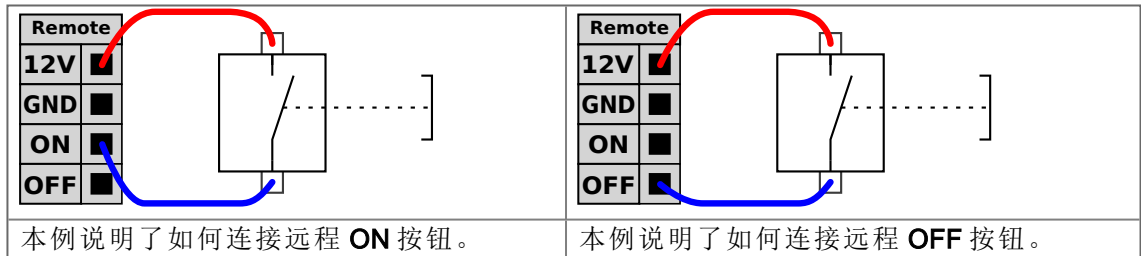 Remote
12V
GND
ON
OFF
本例说明了如何连接远程 ON 按钮。
Remote
12V
GND
ON
OFF
本例说明了如何连接远程 OFF 按钮。